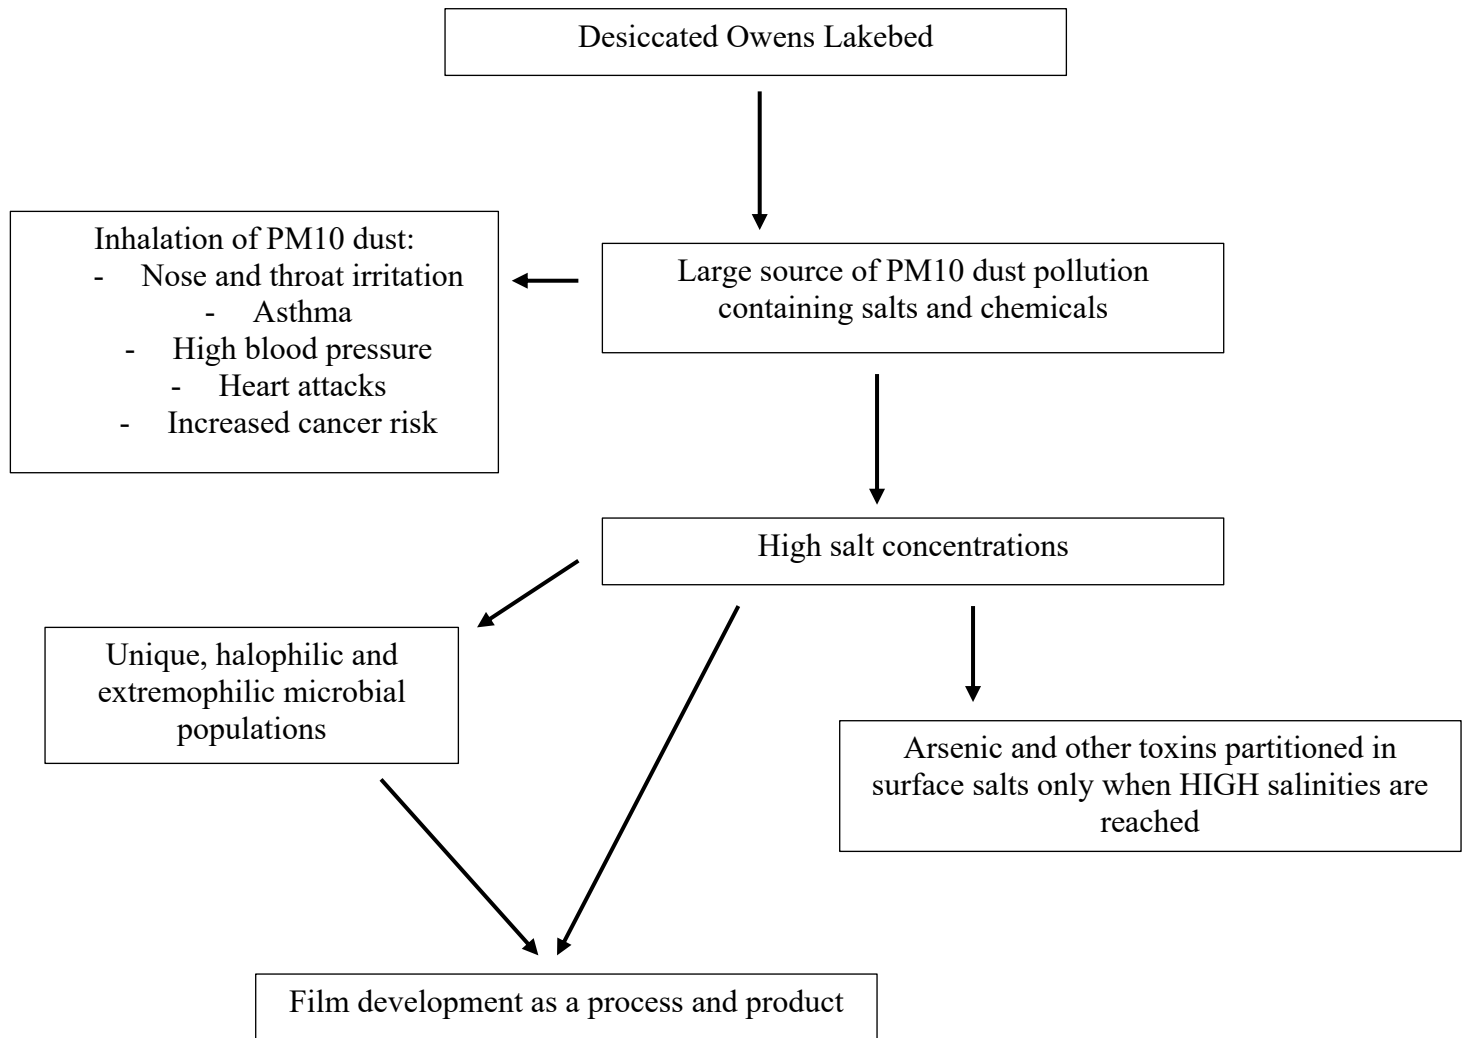 Desiccated Owens Lakebed
Inhalation of PM10 dust:
- Nose and throat irritation
- Asthma
- High blood pressure
- Heart attacks
- Increased cancer risk
Large source of PM10 dust pollution
containing salts and chemicals
High salt concentrations
Unique, halophilic and
extremophilic microbial
populations
Arsenic and other toxins partitioned in
surface salts only when HIGH salinities are
reached
Film development as a process and product